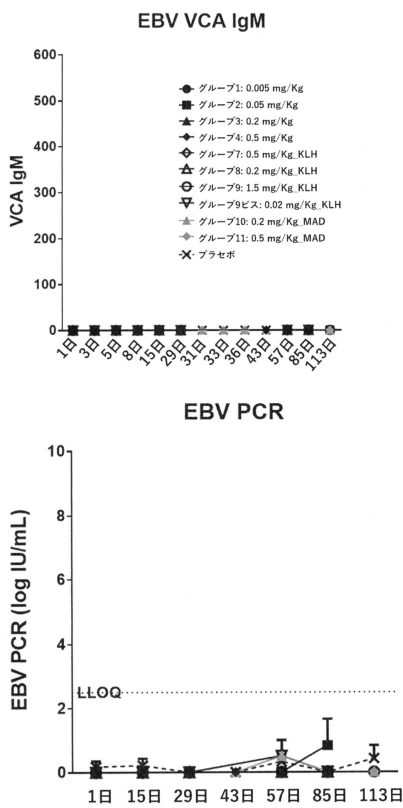 EBV VCA IgM
600
500
400
300
200
100
0
VCA IgM
グループ1: 0.005 mg/Kg
グループ2: 0.05 mg/Kg
グループ3: 0.2 mg/Kg
グループ4: 0.5 mg/Kg
グループ7: 0.5 mg/Kg_KLH
グループ8: 0.2 mg/Kg_KLH
グループ9: 1.5 mg/Kg_KLH
グループ9ビス: 0.02 mg/Kg_KLH
グループ10: 0.2 mg/Kg_MAD
グループ11: 0.5 mg/Kg_MAD
プラセボ
1日 3日 5日 8日 15日 29日 31日 33日 36日 43日 57日 85日 113日
EBV PCR
10
8
6
4
2
0
EBV PCR (log IU/mL)
LLOQ
1日 15日 29日 43日 57日 85日 113日